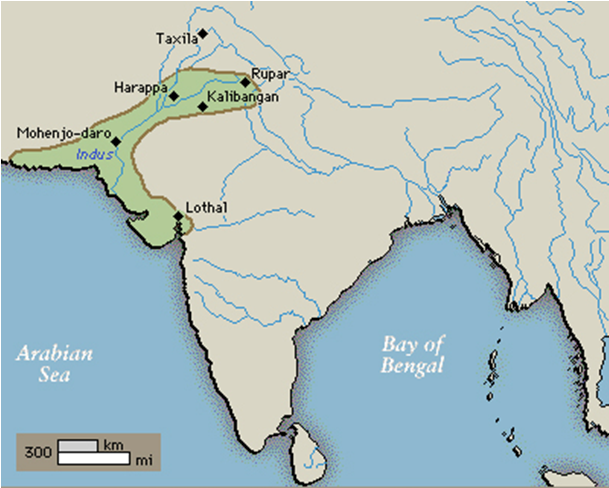 Taxila
Rupar
Harappa
Kalibangan
Mohenjo-daro
Indus
Lothal
Arabian
Sea
Bay of
Bengal
300 km
mi